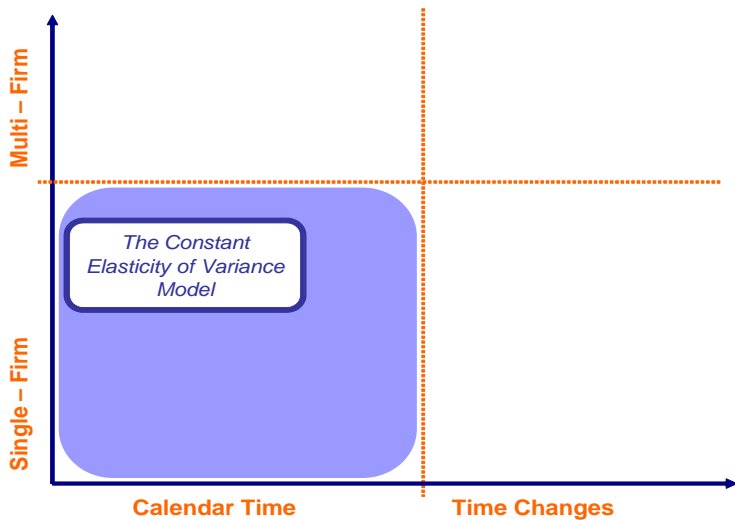 Multi – Firm
The Constant
Elasticity of Variance
Model
Single – Firm
Calendar Time
Time Changes